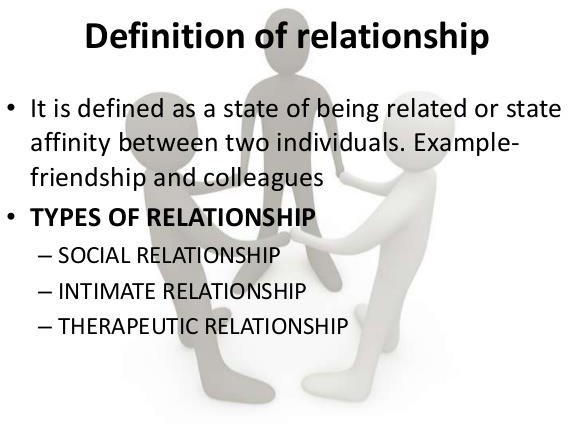 Definition of relationship
• It is defined as a state of being related or state
affinity between two individuals. Example-
friendship and colleagues
• TYPES OF RELATIONSHIP
– SOCIAL RELATIONSHIP
– INTIMATE RELATIONSHIP
– THERAPEUTIC RELATIONSHIP